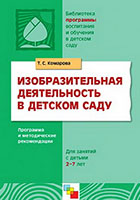 Библиотека
программы
воспитания
и обучения
в детском
саду
Т. С. Комарова
ИЗОБРАЗИТЕЛЬНАЯ
ДЕЯТЕЛЬНОСТЬ
В ДЕТСКОМ САДУ
Программа
и методические
рекомендации
Для занятий
с детьми
2–7 лет